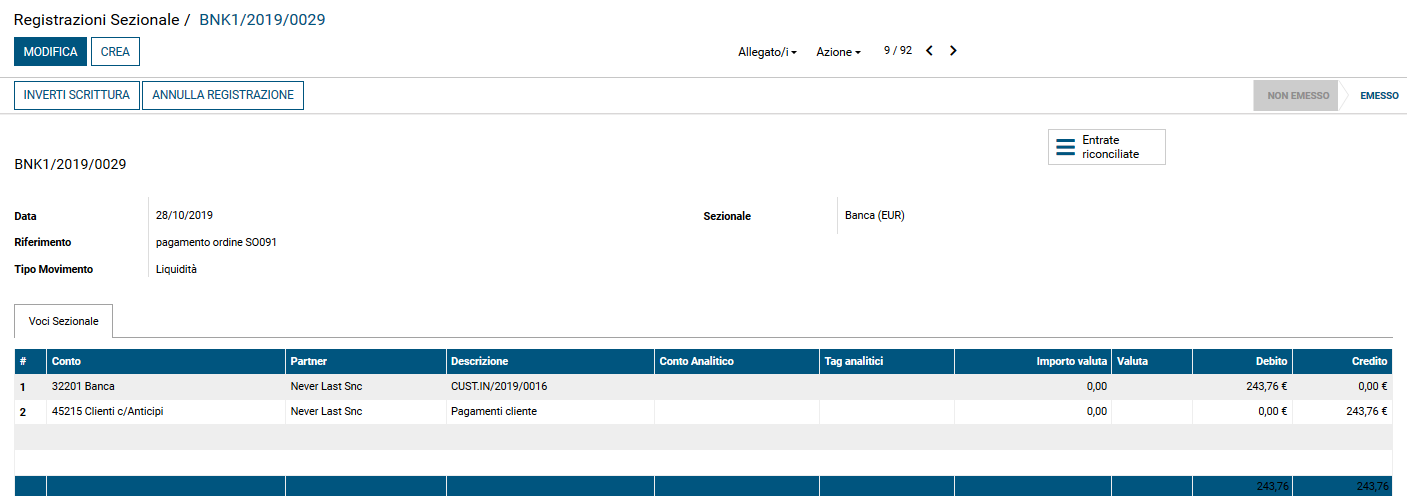 Registrazioni Sezionale / BNK1/2019/0029
MODIFICA CREA Allegato/i Azione 9 / 92
INVERTI SCRITTURA ANNULLA REGISTRAZIONE NON EMESSO EMESSO
Entrate
riconciliate
BNK1/2019/0029
Data 28/10/2019 Sezionale Banca (EUR)
Riferimento pagamento ordine SO091
Tipo Movimento Liquidità
Voci Sezionale
# Conto Partner Descrizione Conto Analitico Tag analitici Importo valuta Valuta Debito Credito
1 32201 Banca Never Last Snc CUST.IN/2019/0016 0,00 243,76 € 0,00 €
2 45215 Clienti c/Anticipi Never Last Snc Pagamenti cliente 0,00 0,00 € 243,76 €
243,76 243,76